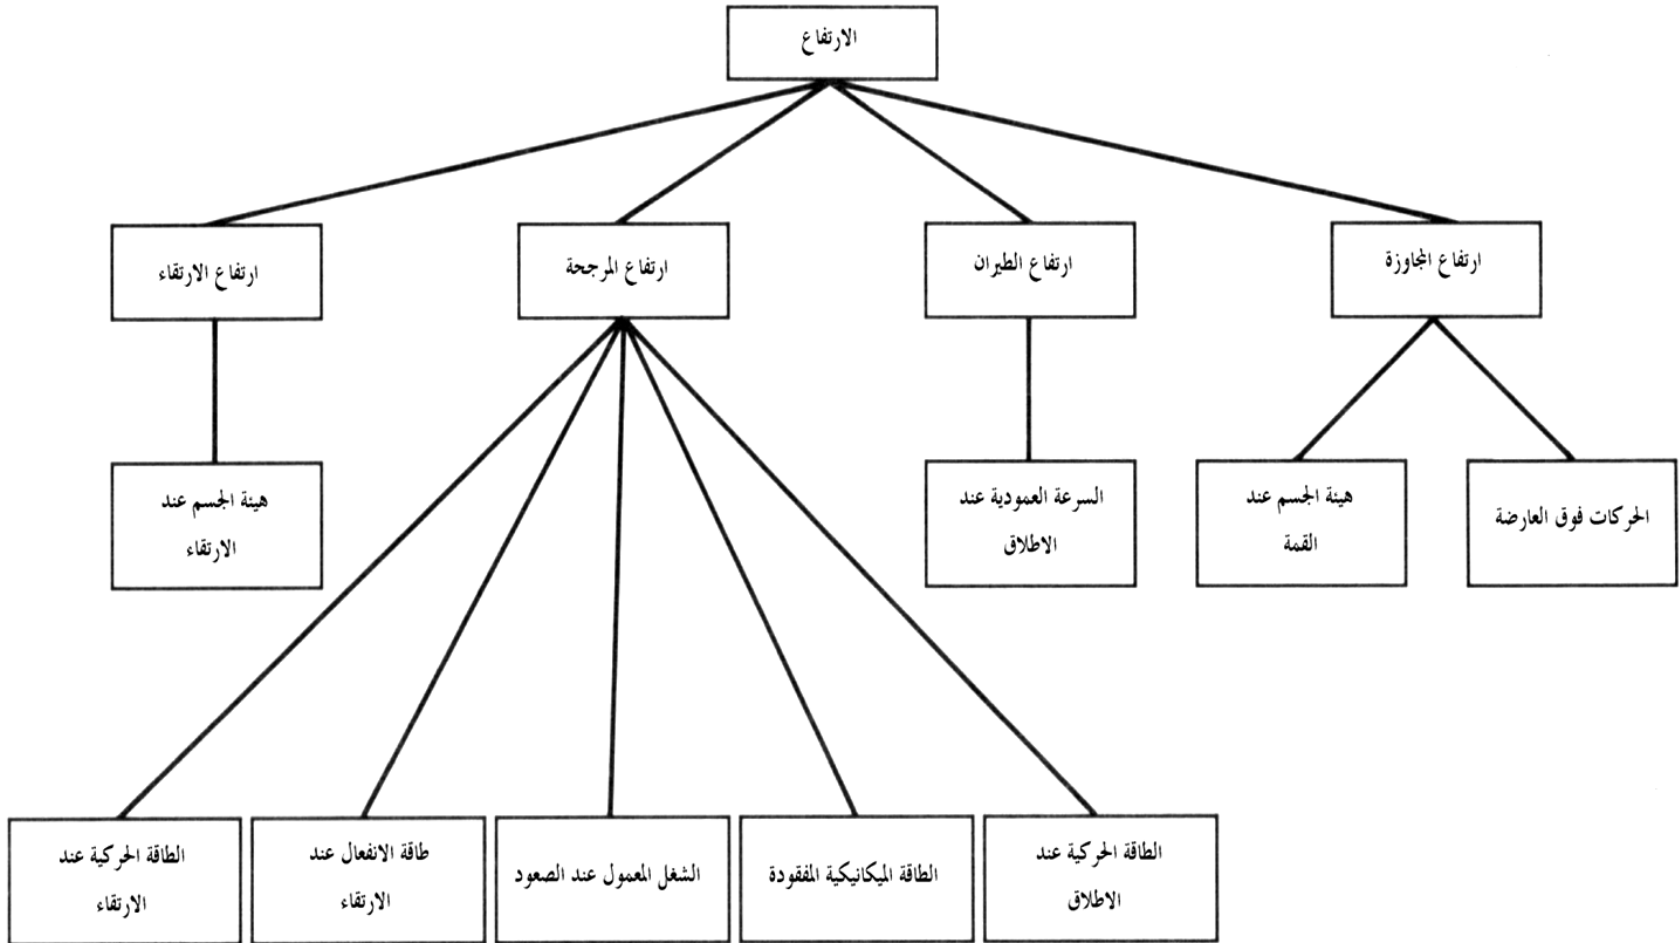 الارتفاع
ارتفاع المجاوزة
ارتفاع الطيران
ارتفاع المرجحة
ارتفاع الارتقاء
الحركات فوق العارضة
هيئة الجسم عند
القمة
السرعة العمودية عند
الاطلاق
هيئة الجسم عند
الارتقاء
الطاقة الحركية عند
الاطلاق
الطاقة الميكانيكية المفقودة
الشغل المعمول عند الصعود
طاقة الانفعال عند
الارتقاء
الطاقة الحركية عند
الارتقاء